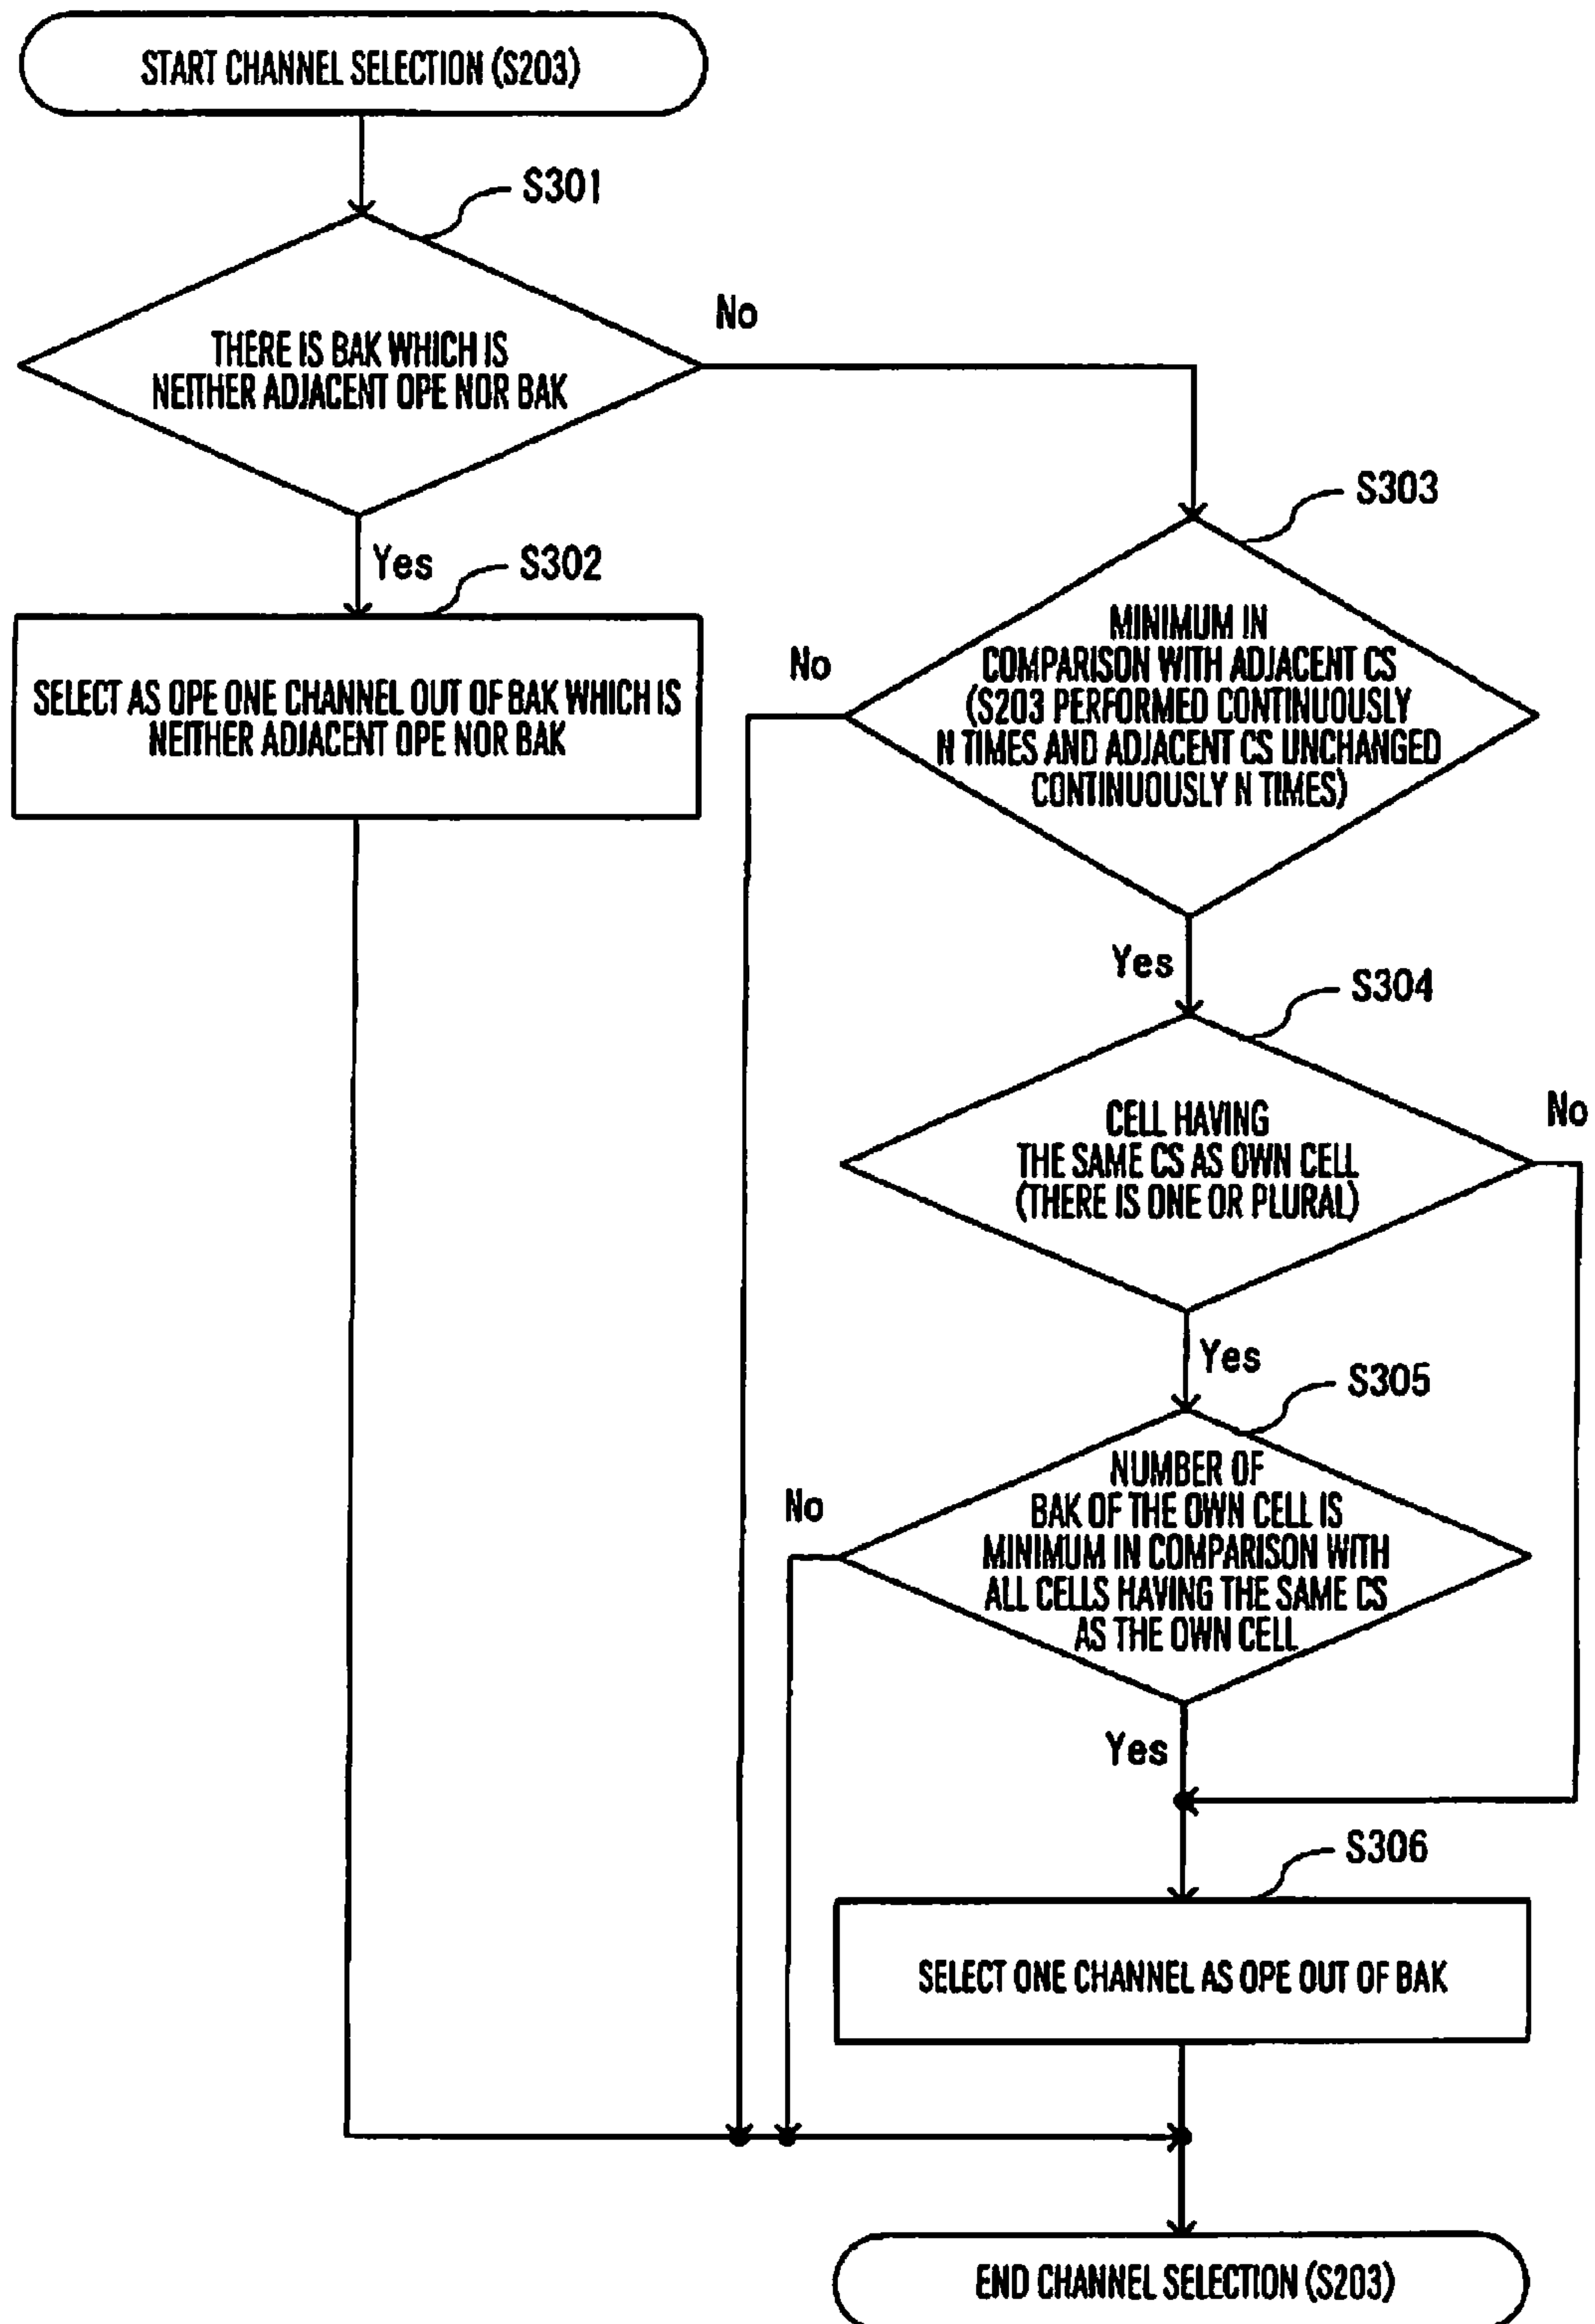 START CHANNEL SELECTION (S203)
S301
No
THERE IS BAK WHICH IS
NEITHER ADJACENT OPE NOR BAK
Yes
S302
SELECT AS OPE ONE CHANNEL OUT OF BAK WHICH IS
NEITHER ADJACENT OPE NOR BAK
S303
No
MINIMUM IN
COMPARISON WITH ADJACENT CS
(S203 PERFORMED CONTINUOUSLY
N TIMES AND ADJACENT CS UNCHANGED
CONTINUOUSLY N TIMES)
Yes
S304
No
CELL HAVING
THE SAME CS AS OWN CELL
(THERE IS ONE OR PLURAL)
Yes
S305
No
NUMBER OF
BAK OF THE OWN CELL IS
MINIMUM IN COMPARISON WITH
ALL CELLS HAVING THE SAME CS
AS THE OWN CELL
Yes
S306
SELECT ONE CHANNEL AS OPE OUT OF BAK
END CHANNEL SELECTION (S203)